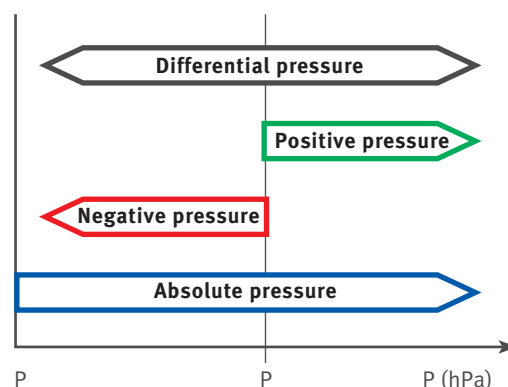 Differential pressure
Positive pressure
Negative pressure
Absolute pressure
P P P (hPa)